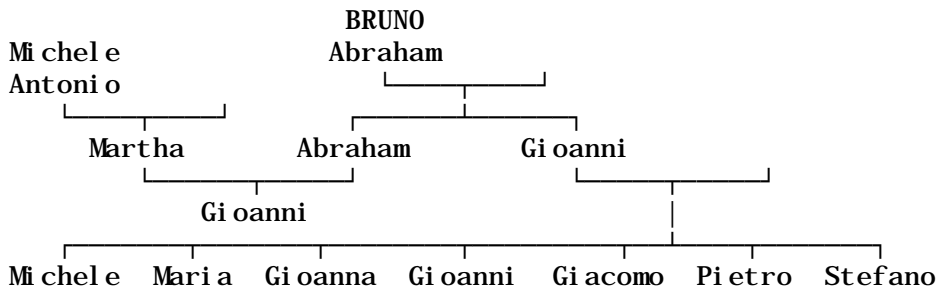 BRUNO
Michele Abraham
Antonio
Martha Abraham Gioanni
Gioanni
Michele Maria Gioanna Gioanni Giacomo Pietro Stefano